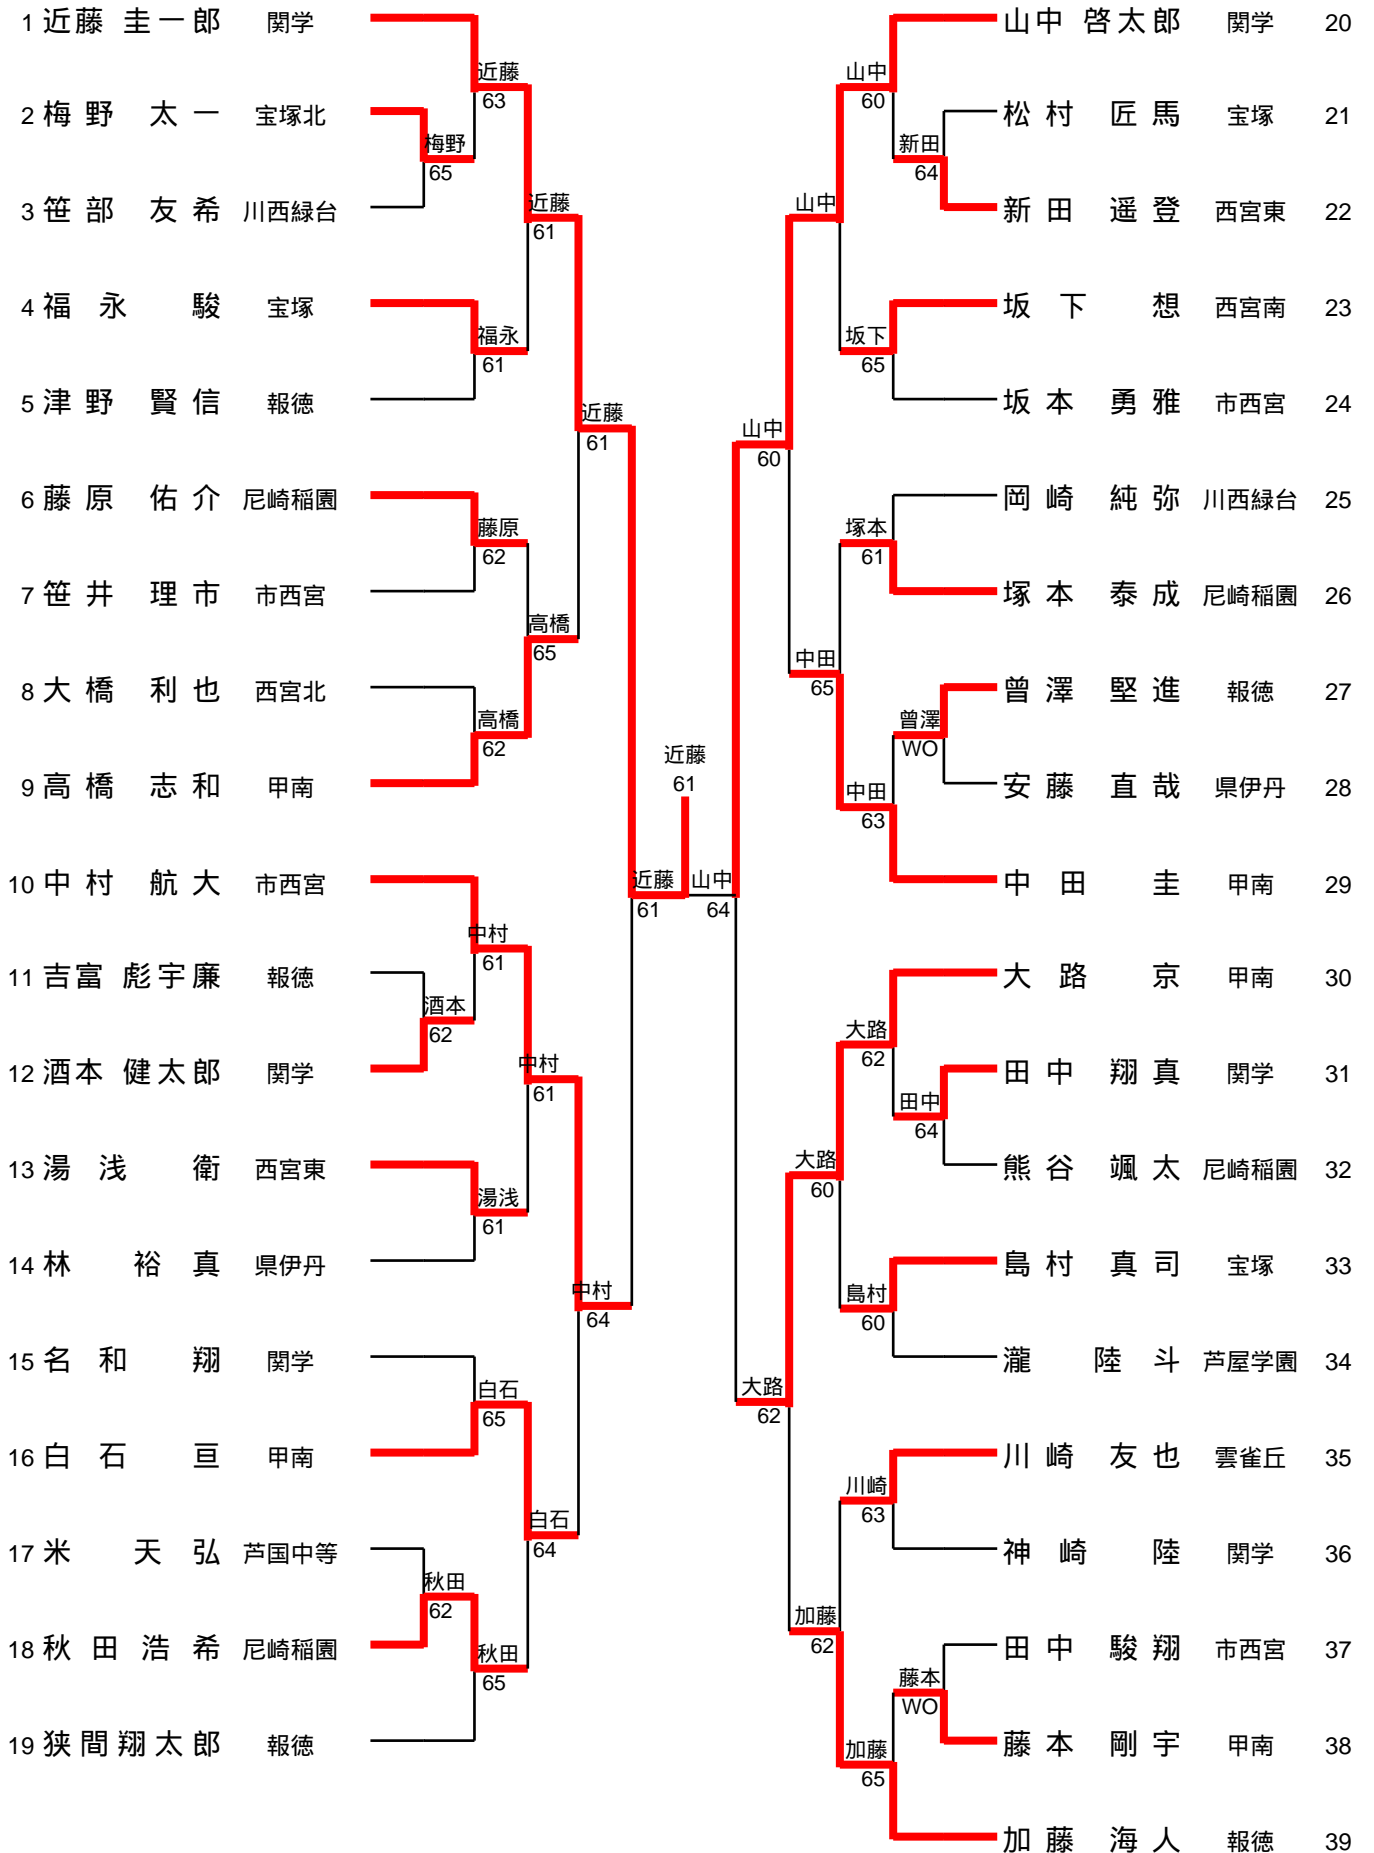 1 近藤 圭一郎 関学
2 梅野 太一 宝塚北
3 笹部 友希 川西緑台
4 福永 駿 宝塚
5 津野 賢信 報徳
6 藤原 佑介 尼崎稲園
7 笹井 理市 市西宮
8 大橋 利也 西宮北
9 高橋 志和 甲南
10 中村 航大 市西宮
11 吉富 彪宇廉 報徳
12 酒本 健太郎 関学
13 湯浅 衛 西宮東
14 林 裕真 県伊丹
15 名和 翔 関学
16 白石 亘 甲南
17 米 天弘 芦国中等
18 秋田浩希 尼崎稲園
19 狭間翔太郎 報徳
梅野
65
酒本
62
秋田
62
近藤
63
福永
61
藤原
62
高橋
62
中村
61
湯浅
61
白石
65
秋田
65
近藤
61
高橋
65
中村
61
白石
64
近藤
61
中村
64
近藤
61
近藤
61
山中
64
山中
60
大路
62
山中
中田
65
大路
60
加藤
62
山中
60
坂下
65
塚本
61
中田
63
大路
62
島村
60
川崎
63
加藤
65
新田
64
曽澤
WO
田中
64
藤本
WO
山中 啓太郎 関学 20
松村 匠馬 宝塚 21
新田 遥登 西宮東 22
坂下 想 西宮南 23
坂本 勇雅 市西宮 24
岡崎 純弥 川西緑台 25
塚本 泰成 尼崎稲園 26
曽澤 堅進 報徳 27
安藤 直哉 県伊丹 28
中田 圭 甲南 29
大路 京 甲南 30
田中 翔真 関学 31
熊谷 颯太 尼崎稲園 32
島村 真司 宝塚 33
瀧 陸斗 芦屋学園 34
川崎 友也 雲雀丘 35
神崎 陸 関学 36
田中 駿翔 市西宮 37
藤本 剛宇 甲南 38
加藤 海人 報徳 39